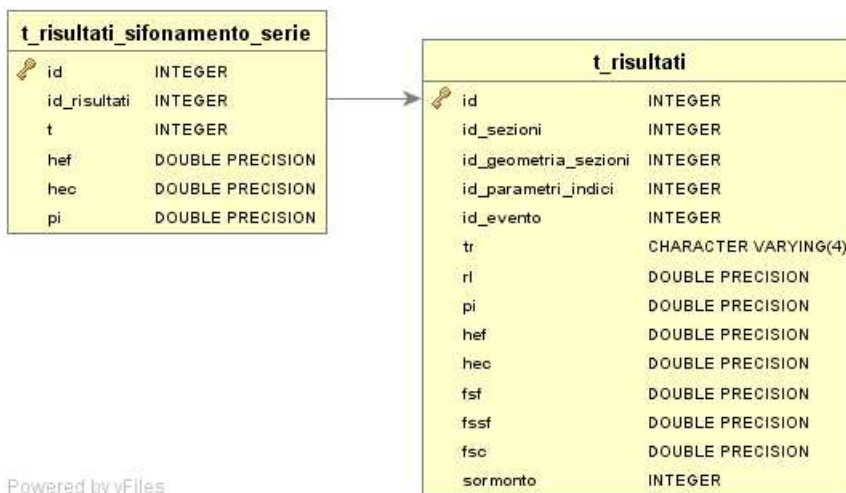 t_risultati_sifonamento_serie
id INTEGER
id_risultati INTEGER
t INTEGER
hef DOUBLE PRECISION
hec DOUBLE PRECISION
pi DOUBLE PRECISION
t_risultati
id INTEGER
id_sezioni INTEGER
id_geometria_sezioni INTEGER
id_parametri_indici INTEGER
id_evento INTEGER
tr CHARACTER VARYING(4)
rl DOUBLE PRECISION
pi DOUBLE PRECISION
hef DOUBLE PRECISION
hec DOUBLE PRECISION
fsf DOUBLE PRECISION
fssf DOUBLE PRECISION
fsc DOUBLE PRECISION
sormonto INTEGER
Powered by yFiles